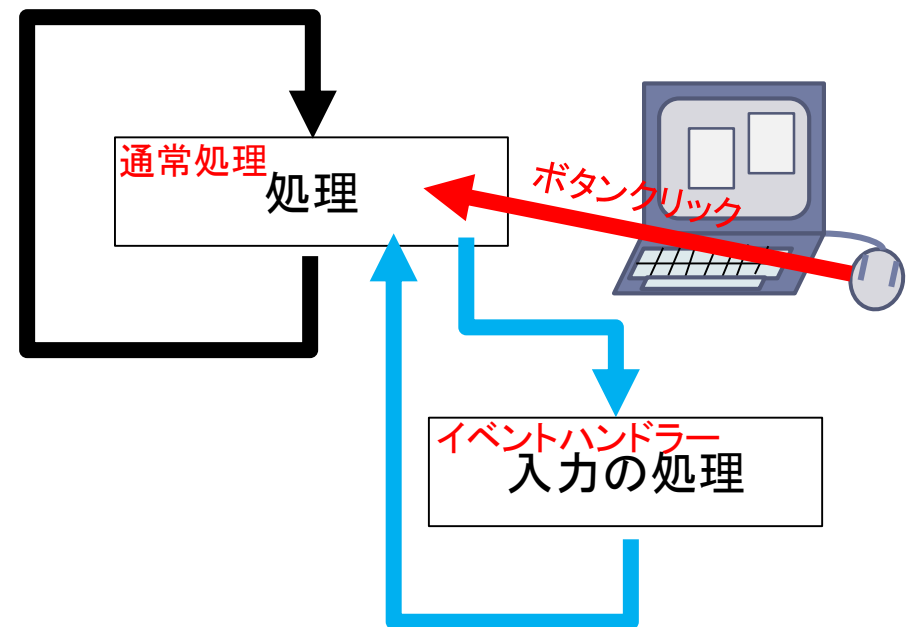 通常処理
処理
ボタンクリック
イベントハンドラー
入力の処理